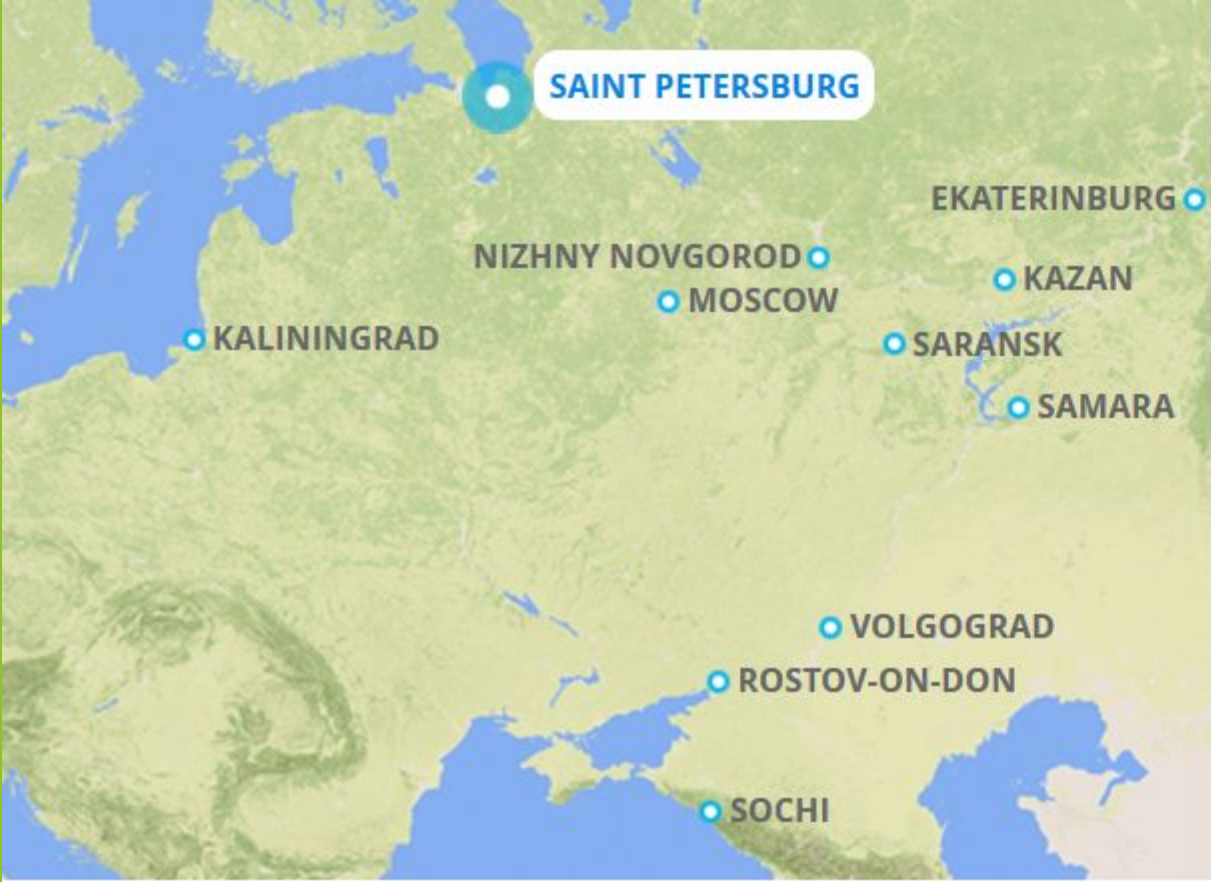 SAINT PETERSBURG
EKATERINBURG
NIZHNY NOVGOROD
KAZAN
MOSCOW
KALININGRAD
SARANSK
SAMARA
VOLGOGRAD
ROSTOV-ON-DON
SOCHI